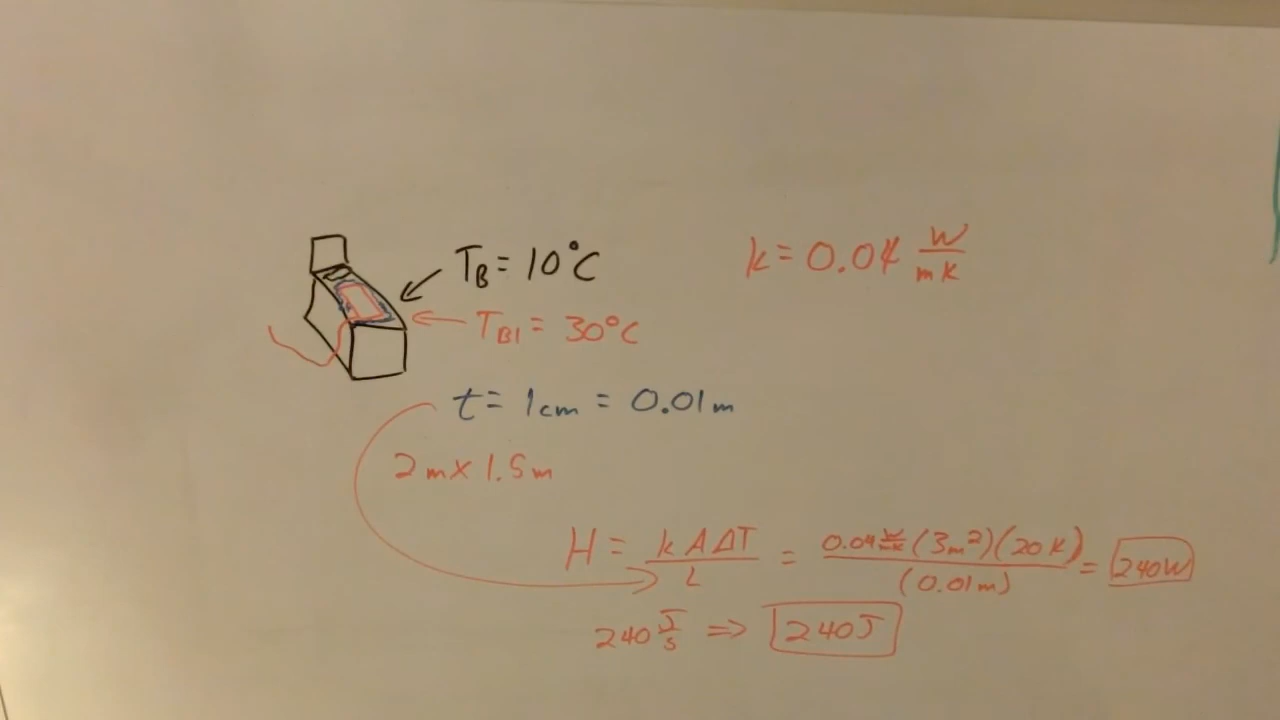 T_B = 10°C
k = 0.04 W/mK
T_B1 = 30°C
t = 1cm = 0.01m
2m x 1.5m
H = kAΔT/L = 0.04 W/mK (3m²)(20K)/(0.01m) = 240W
240 J/s ⇒ 240J